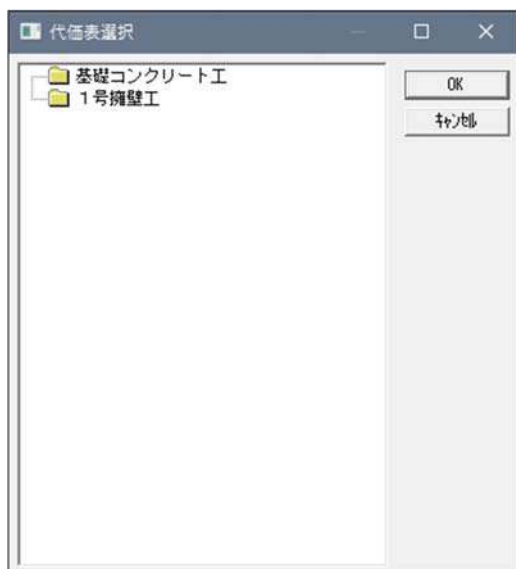 代価表選択
基礎コンクリート工
１号擁壁工
OK
ｷｬﾝｾﾙ